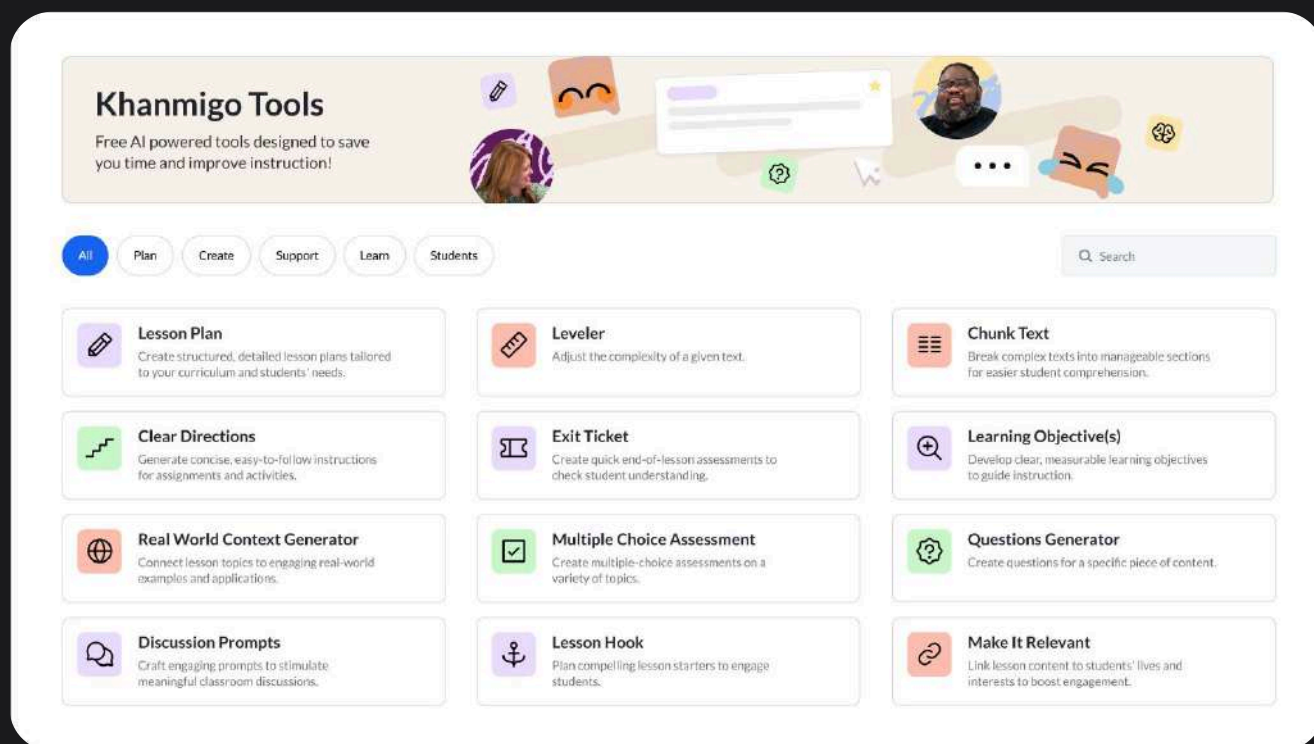 Khanmigo Tools
Free AI powered tools designed to save
you time and improve instruction!
All
Plan
Create
Support
Learn
Students
Search
Lesson Plan
Create structured, detailed lesson plans tailored
to your curriculum and students' needs.
Leveler
Adjust the complexity of a given text.
Chunk Text
Break complex texts into manageable sections
for easier student comprehension.
Clear Directions
Generate concise, easy-to-follow instructions
for assignments and activities.
Exit Ticket
Create quick end-of-lesson assessments to
check student understanding.
Learning Objective(s)
Develop clear, measurable learning objectives
to guide instruction.
Real World Context Generator
Connect lesson topics to engaging real-world
examples and applications.
Multiple Choice Assessment
Create multiple-choice assessments on a
variety of topics.
Questions Generator
Create questions for a specific piece of content.
Discussion Prompts
Craft engaging prompts to stimulate
meaningful classroom discussions.
Lesson Hook
Plan compelling lesson starters to engage
students.
Make It Relevant
Link lesson content to students' lives and
interests to boost engagement.